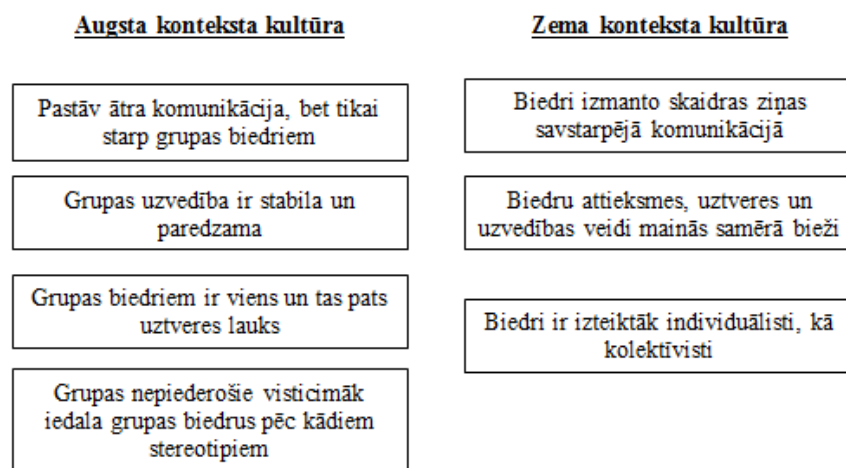 Augsta konteksta kultūra
Pastāv ātra komunikācija, bet tikai
starp grupas biedriem
Grupas uzvedība ir stabila un
paredzama
Grupas biedriem ir viens un tas pats
uztveres lauks
Grupas nepiederošie visticimāk
iedala grupas biedrus pēc kādiem
stereotipiem
Zema konteksta kultūra
Biedri izmanto skaidras ziņas
savstarpējā komunikācijā
Biedru attieksmes, uztveres un
uzvedības veidi mainās samērā bieži
Biedri ir izteiktāk individuālisti, kā
kolektīvisti